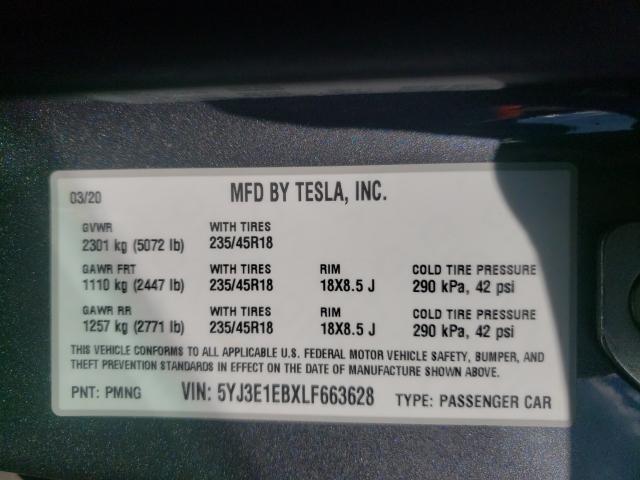 03/20 MFD BY TESLA, INC.
GVWR WITH TIRES
2301 kg (5072 lb) 235/45R18
GAWR FRT WITH TIRES RIM COLD TIRE PRESSURE
1110 kg (2447 lb) 235/45R18 18X8.5 J 290 kPa, 42 psi
GAWR RR WITH TIRES RIM COLD TIRE PRESSURE
1257 kg (2771 lb) 235/45R18 18X8.5 J 290 kPa, 42 psi
THIS VEHICLE CONFORMS TO ALL APPLICABLE U.S. FEDERAL MOTOR VEHICLE SAFETY, BUMPER, AND
THEFT PREVENTION STANDARDS IN EFFECT ON THE DATE OF MANUFACTURE SHOWN ABOVE.
PNT: PMNG VIN: 5YJ3E1EBXLF663628 TYPE: PASSENGER CAR